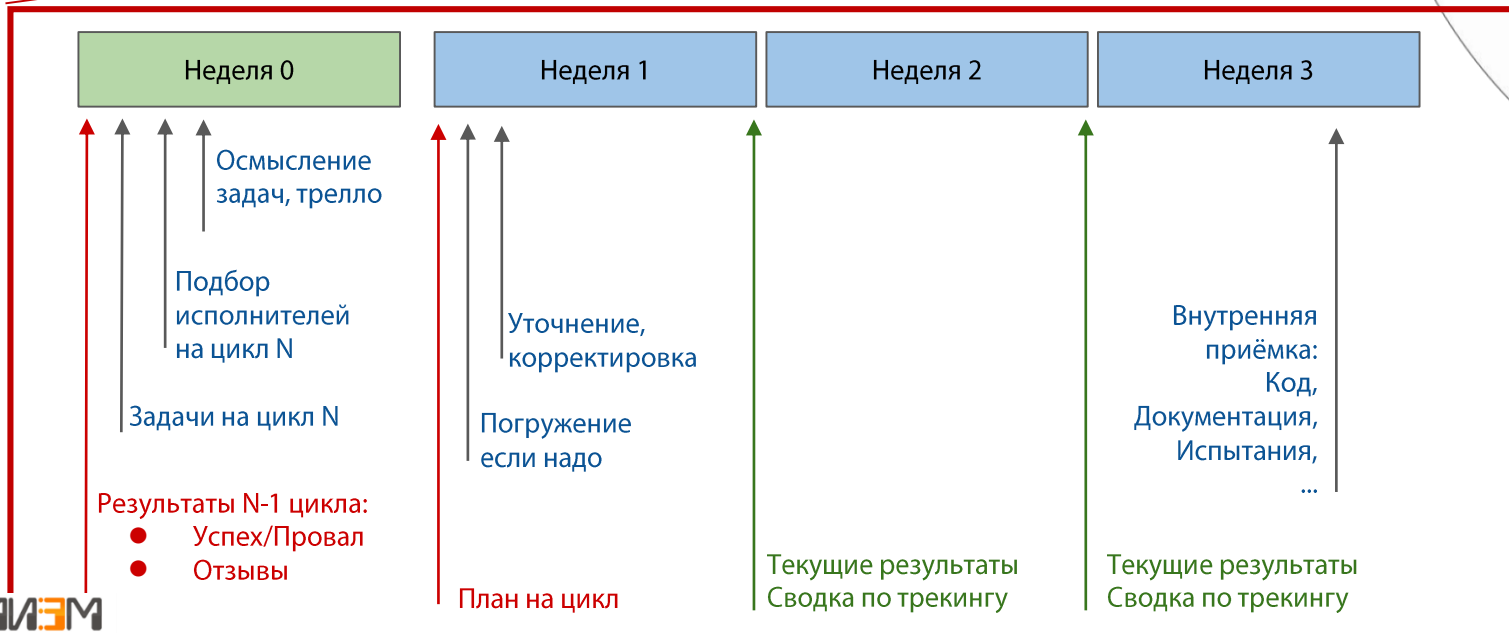 Неделя 0
Неделя 1
Неделя 2
Неделя 3
Осмысление
задач, трелло
Подбор
исполнителей
на цикл N
Задачи на цикл N
Результаты N-1 цикла:
● Успех/Провал
● Отзывы
Уточнение,
корректировка
Погружение
если надо
План на цикл
Текущие результаты
Сводка по трекингу
Текущие результаты
Сводка по трекингу
Внутренняя
приёмка:
Код,
Документация,
Испытания,
...